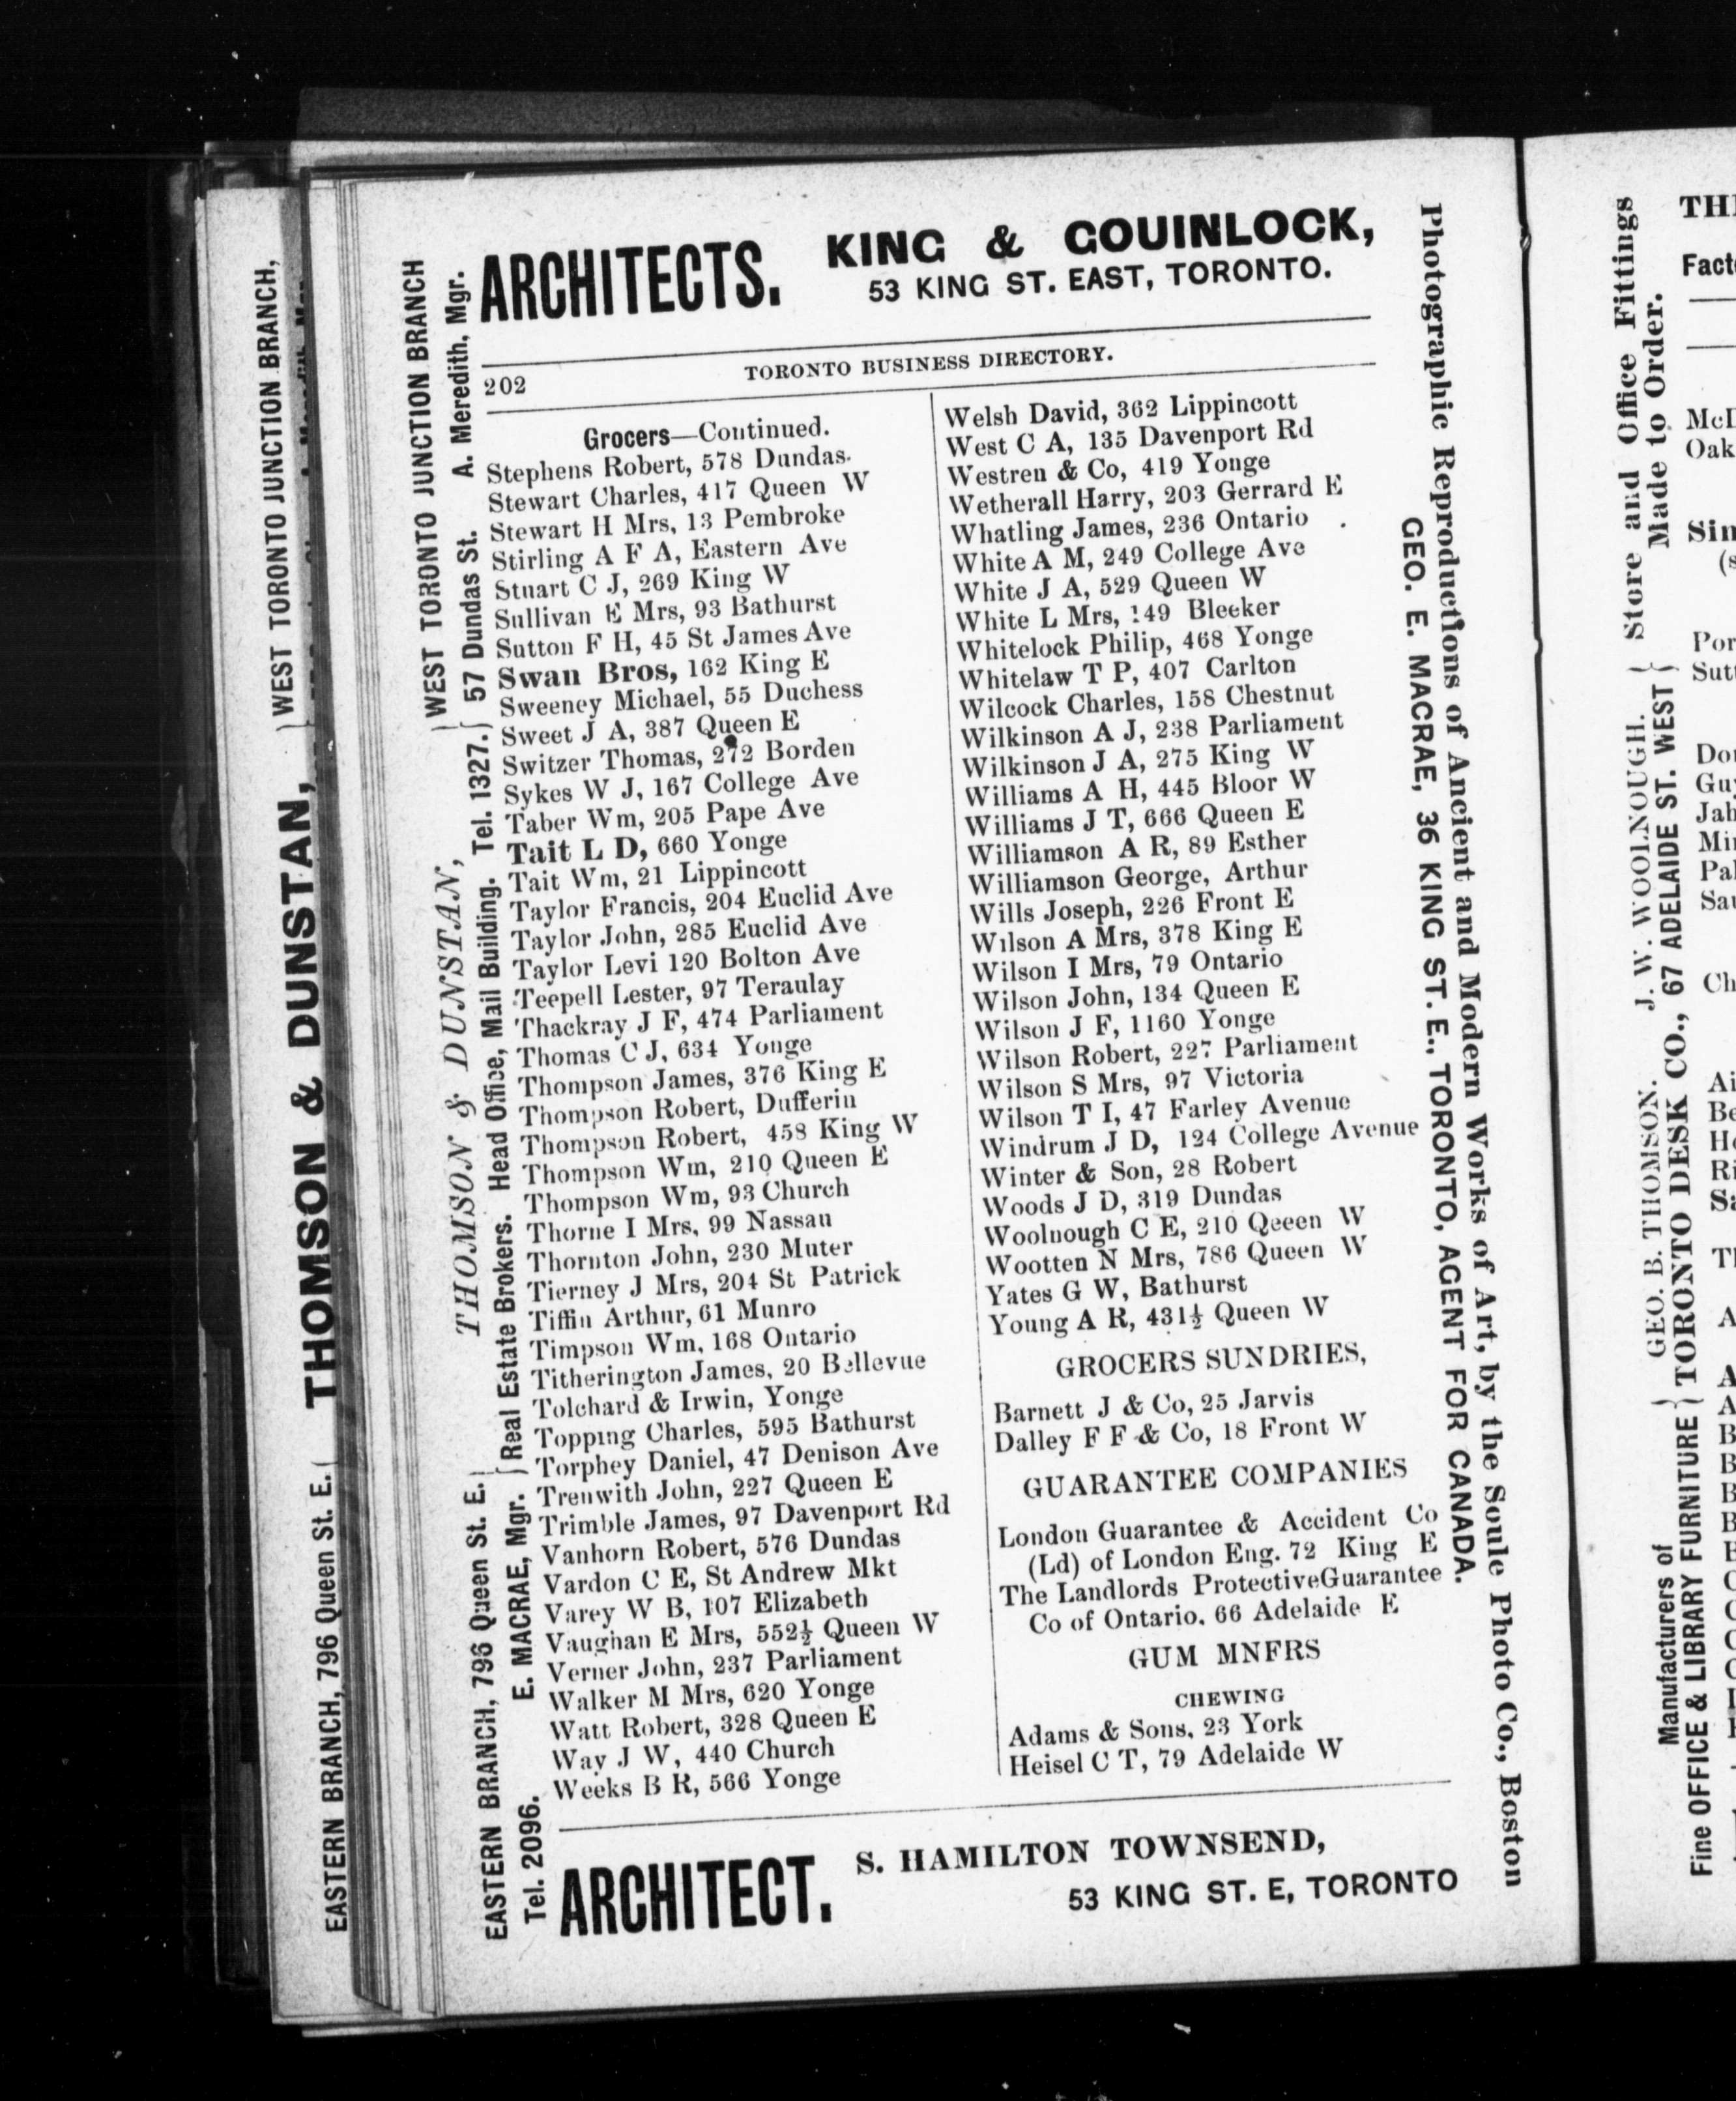 ARCHITECTS. KING & GOUINLOCK,
53 KING ST. EAST, TORONTO.
202 TORONTO BUSINESS DIRECTORY.
Grocers—Continued.
Stephens Robert, 578 Dundas.
Stewart Charles, 417 Queen W
Stewart H Mrs, 13 Pembroke
Stirling A F A, Eastern Ave
Stuart C J, 269 King W
Sullivan E Mrs, 93 Bathurst
Sutton F H, 45 St James Ave
Swan Bros, 162 King E
Sweeney Michael, 55 Duchess
Sweet J A, 387 Queen E
Switzer Thomas, 272 Borden
Sykes W J, 167 College Ave
Taber Wm, 205 Pape Ave
Tait L D, 660 Yonge
Tait Wm, 21 Lippincott
Taylor Francis, 204 Euclid Ave
Taylor John, 285 Euclid Ave
Taylor Levi 120 Bolton Ave
Teepell Lester, 97 Teraulay
Thackray J F, 474 Parliament
Thomas C J, 634 Yonge
Thompson James, 376 King E
Thompson Robert, Dufferin
Thompson Robert, 458 King W
Thompson Wm, 210 Queen E
Thompson Wm, 93 Church
Thorne I Mrs, 99 Nassau
Thornton John, 230 Muter
Tierney J Mrs, 204 St Patrick
Tiffin Arthur, 61 Munro
Timpson Wm, 168 Ontario
Titherington James, 20 Bellevue
Tolchard & Irwin, Yonge
Topping Charles, 595 Bathurst
Torphey Daniel, 47 Denison Ave
Trenwith John, 227 Queen E
Trimble James, 97 Davenport Rd
Vanhorn Robert, 576 Dundas
Vardon C E, St Andrew Mkt
Varey W B, 107 Elizabeth
Vaughan E Mrs, 552½ Queen W
Verner John, 237 Parliament
Walker M Mrs, 620 Yonge
Watt Robert, 328 Queen E
Way J W, 440 Church
Weeks B R, 566 Yonge
Welsh David, 362 Lippincott
West C A, 135 Davenport Rd
Westren & Co, 419 Yonge
Wetherall Harry, 203 Gerrard E
Whatling James, 236 Ontario
White A M, 249 College Ave
White J A, 529 Queen W
White L Mrs, 149 Bleeker
Whitelock Philip, 468 Yonge
Whitelaw T P, 407 Carlton
Wilcock Charles, 158 Chestnut
Wilkinson A J, 238 Parliament
Wilkinson J A, 275 King W
Williams A H, 445 Bloor W
Williams J T, 666 Queen E
Williamson A R, 89 Esther
Williamson George, Arthur
Wills Joseph, 226 Front E
Wilson A Mrs, 378 King E
Wilson I Mrs, 79 Ontario
Wilson John, 134 Queen E
Wilson J F, 1160 Yonge
Wilson Robert, 227 Parliament
Wilson S Mrs, 97 Victoria
Wilson T I, 47 Farley Avenue
Windrum J D, 124 College Avenue
Winter & Son, 28 Robert
Woods J D, 319 Dundas
Woolnough C E, 210 Qeeen W
Wootten N Mrs, 786 Queen W
Yates G W, Bathurst
Young A R, 431½ Queen W
GROCERS SUNDRIES,
Barnett J & Co, 25 Jarvis
Dalley F F & Co, 18 Front W
GUARANTEE COMPANIES
London Guarantee & Accident Co
(Ld) of London Eng. 72 King E
The Landlords ProtectiveGuarantee
Co of Ontario. 66 Adelaide E
GUM MNFRS
CHEWING
Adams & Sons. 23 York
Heisel C T, 79 Adelaide W
ARCHITECT. S. HAMILTON TOWNSEND,
53 KING ST. E, TORONTO
WEST TORONTO JUNCTION BRANCH
57 Dundas St. A. Meredith, Mgr.
THOMSON & DUNSTAN,
Real Estate Brokers. Head Office, Mail Building. Tel. 1327.
EASTERN BRANCH, 796 Queen St. E.
Tel. 2096. E. MACRAE, Mgr.
Photographic Reproductions of Ancient and Modern Works of Art, by the Soule Photo Co., Boston
GEO. E. MACRAE, 36 KING ST. E., TORONTO, AGENT FOR CANADA.
WEST TORONTO JUNCTION BRANCH,
THOMSON & DUNSTAN,
EASTERN BRANCH, 796 Queen St. E.
Store and Office Fittings
Made to Order.
J. W. WOOLNOUGH.
GEO. B. THOMSON.
TORONTO DESK CO., 67 ADELAIDE ST. WEST
Manufacturers of
Fine OFFICE & LIBRARY FURNITURE